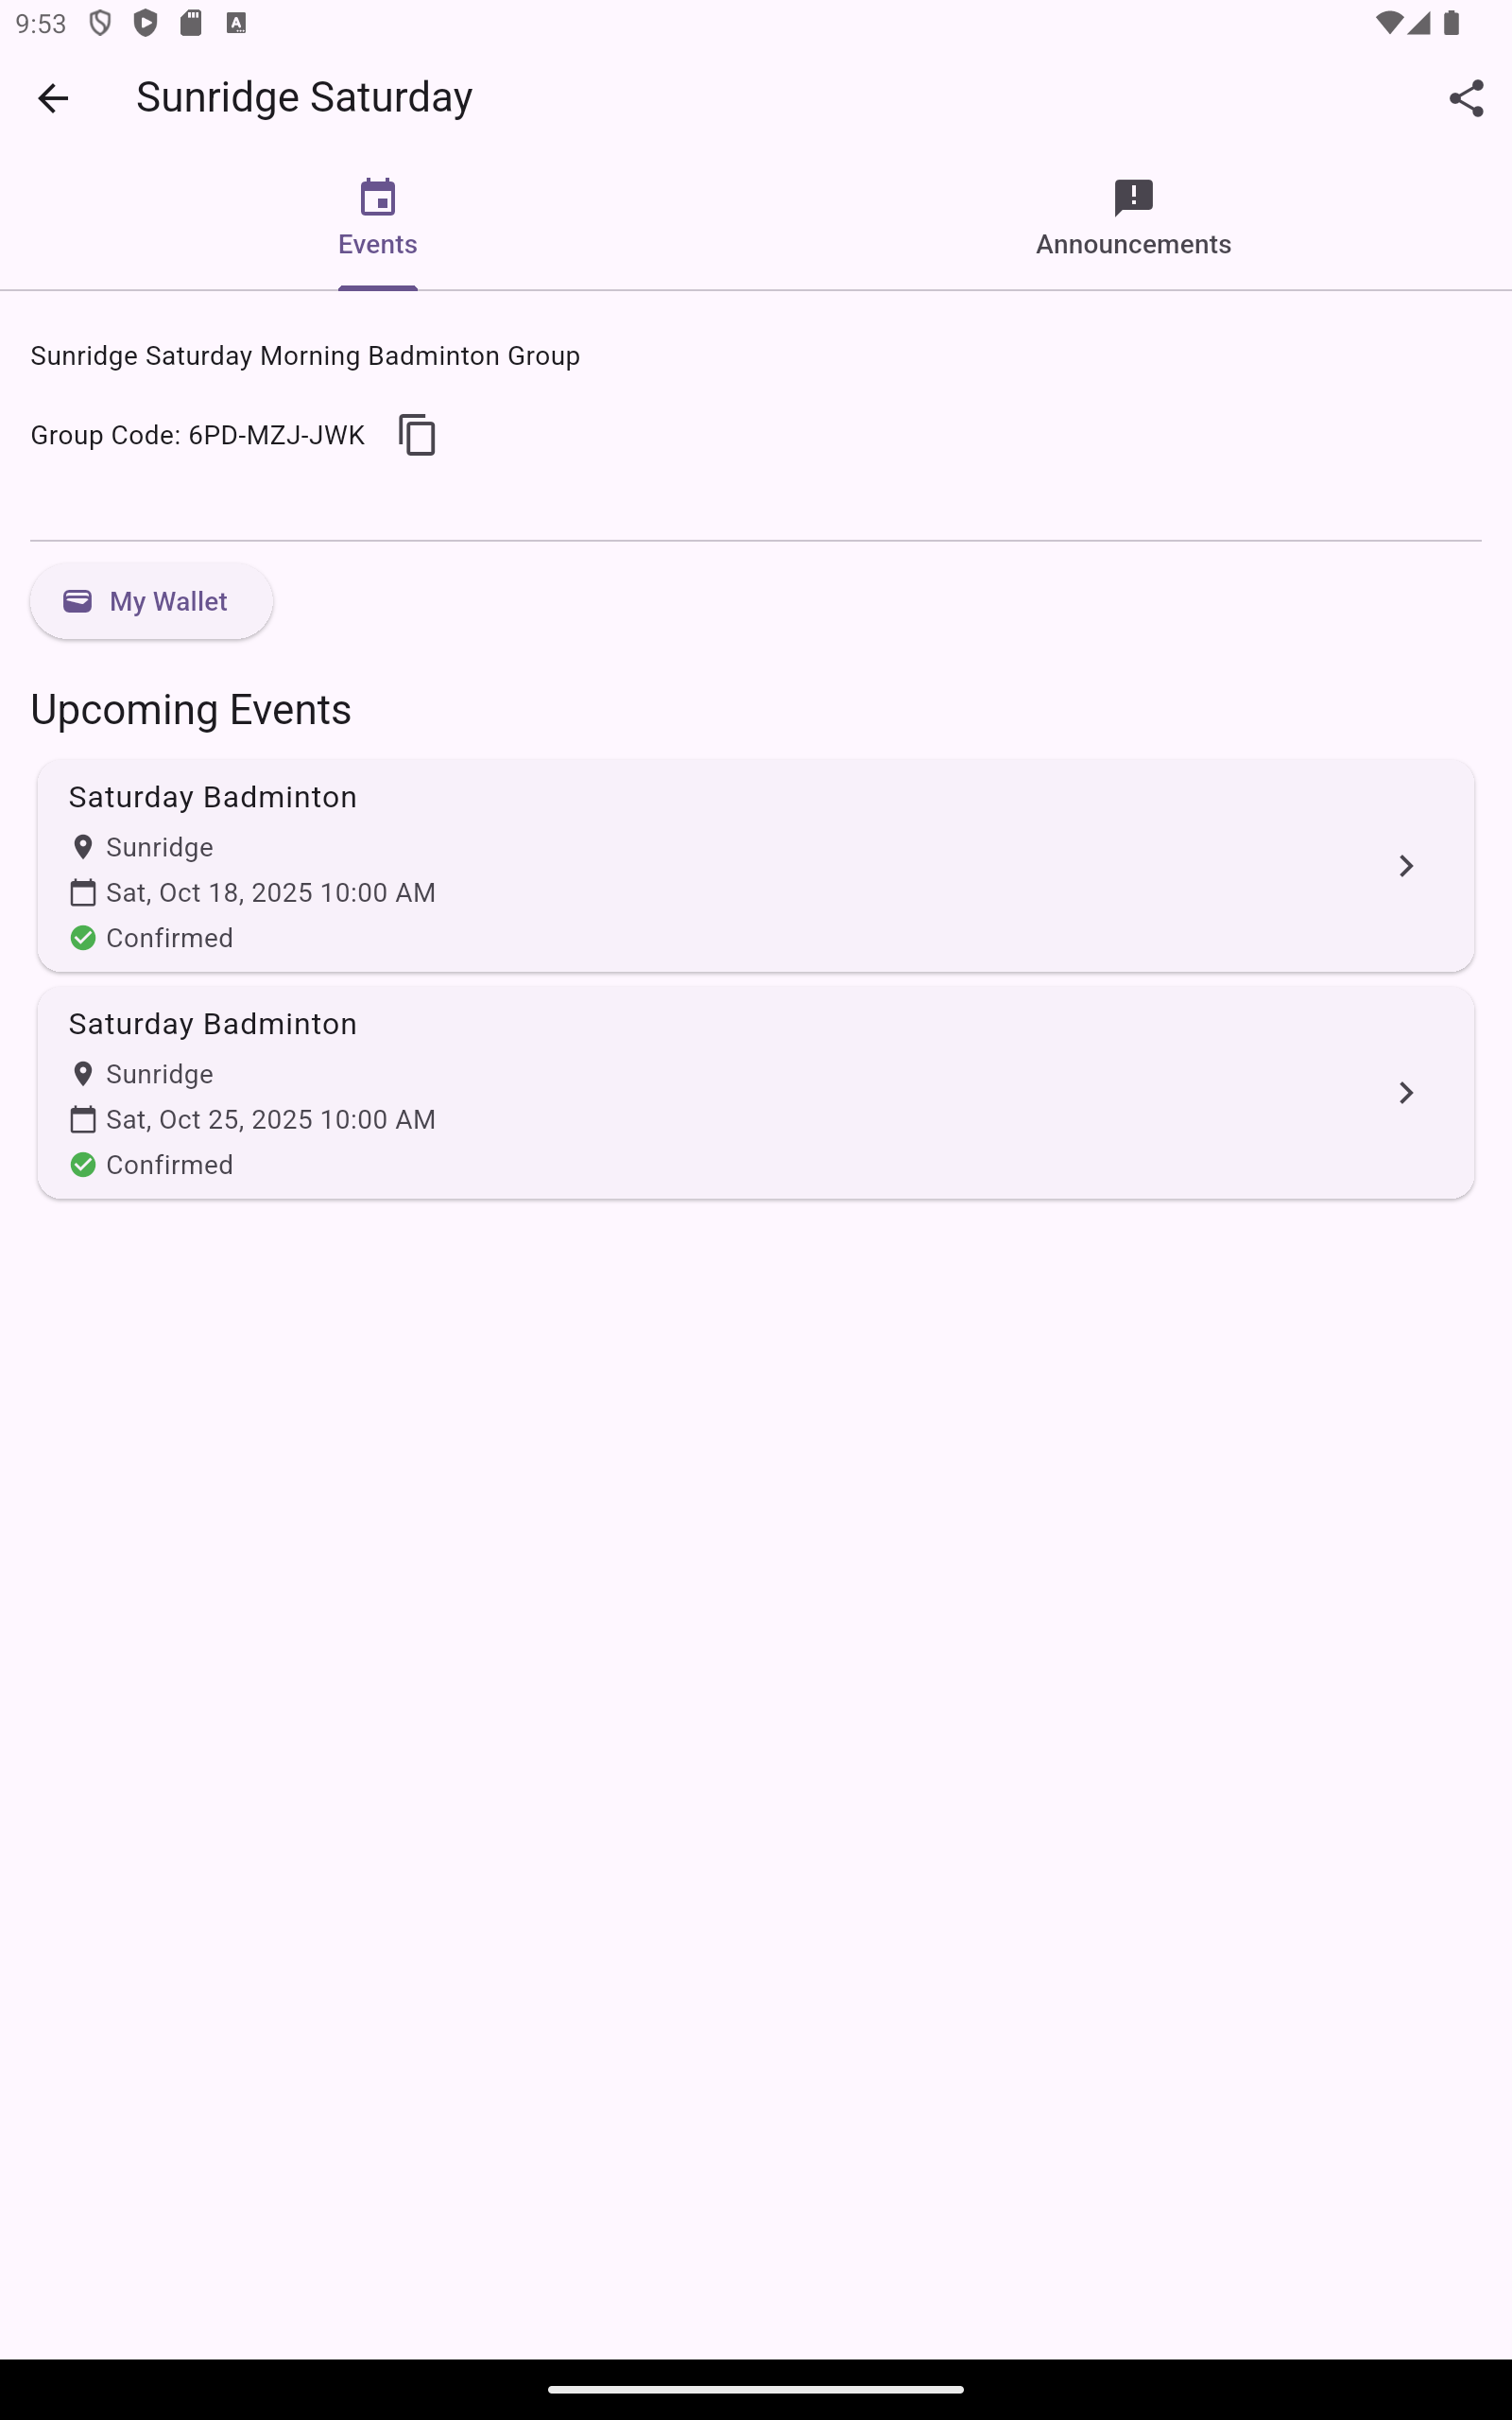 9:53
Sunridge Saturday
Events
Announcements
Sunridge Saturday Morning Badminton Group
Group Code: 6PD-MZJ-JWK
My Wallet
Upcoming Events
Saturday Badminton
Sunridge
Sat, Oct 18, 2025 10:00 AM
Confirmed
Saturday Badminton
Sunridge
Sat, Oct 25, 2025 10:00 AM
Confirmed